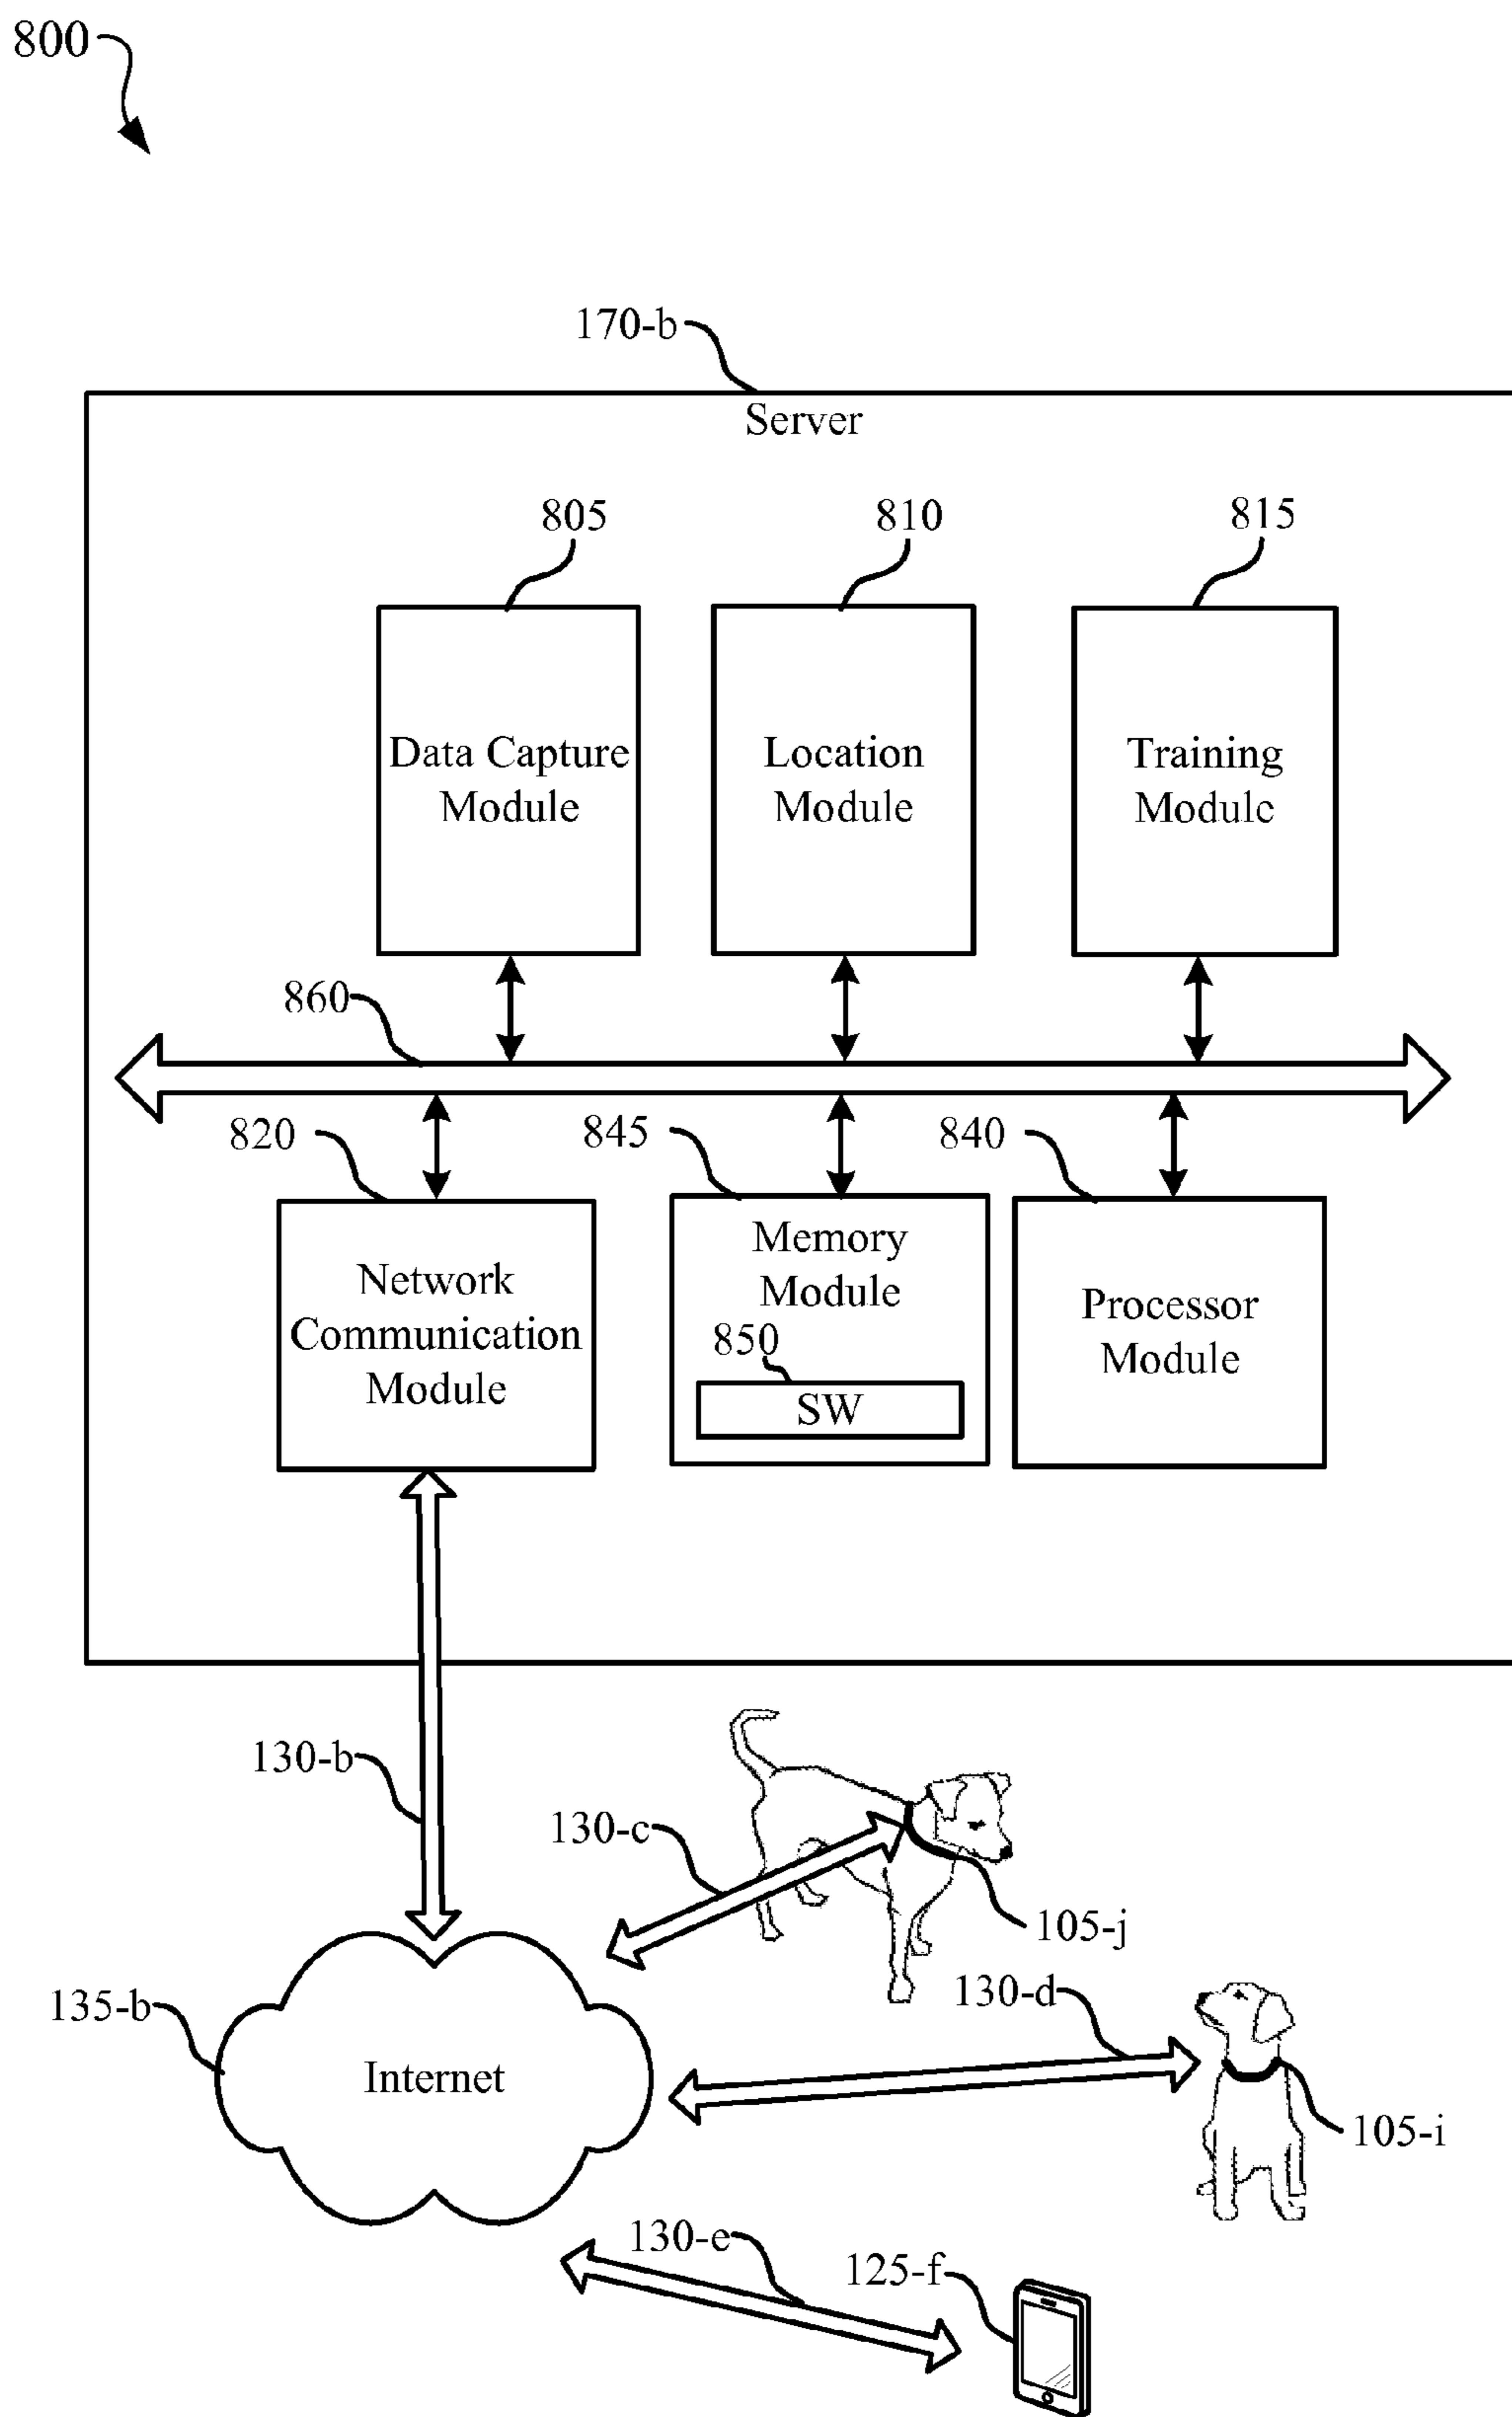 800
170-b
Server
805
810
815
Data Capture
Module
Location
Module
Training
Module
860
820
845
840
Network
Communication
Module
Memory
Module
850
SW
Processor
Module
130-b
130-c
105-j
130-d
135-b
Internet
105-i
130-e
125-f